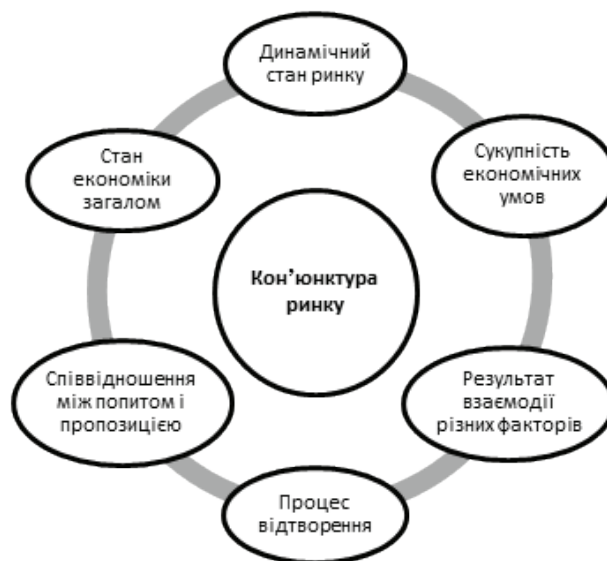 Динамічний
стан ринку
Сукупність
економічних
умов
Результат
взаємодії
різних факторів
Процес
відтворення
Співвідношення
між попитом і
пропозицією
Стан
економіки
загалом
Кон’юнктура
ринку